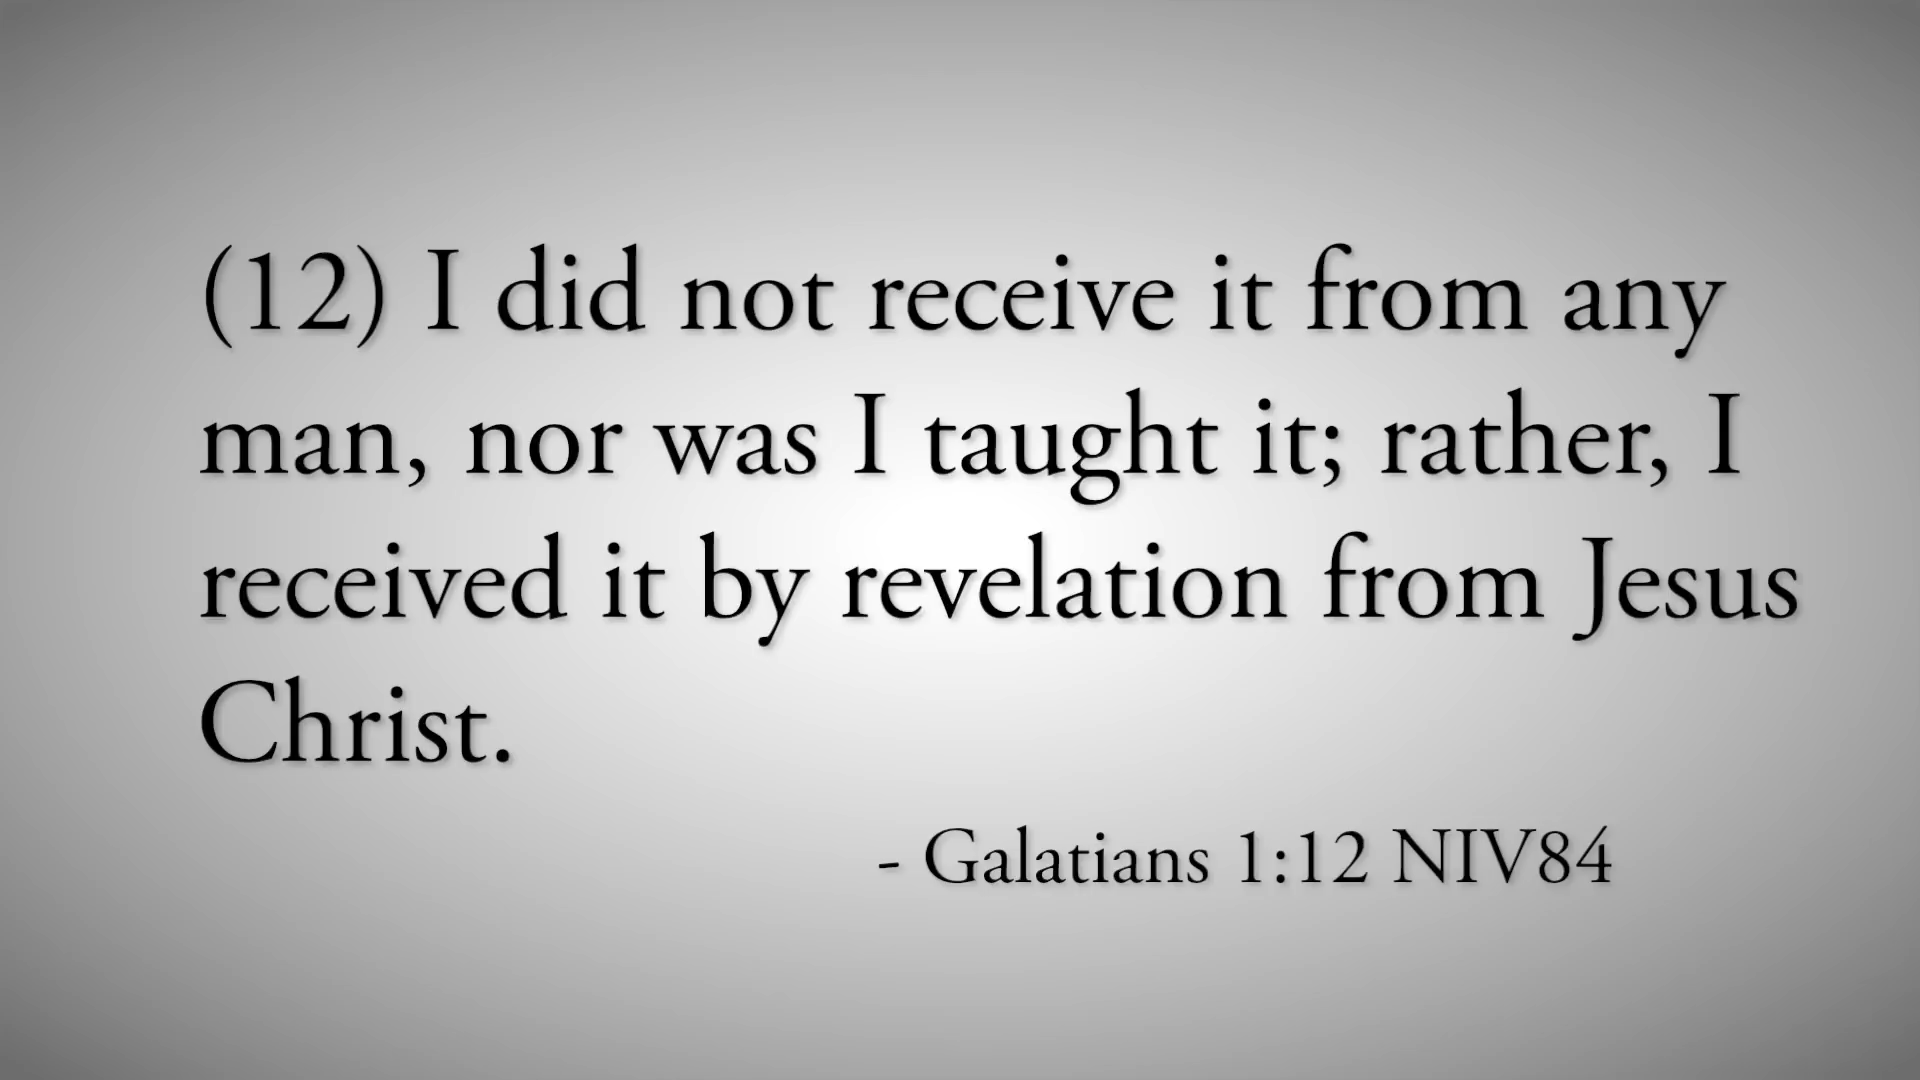 (12) I did not receive it from any
man, nor was I taught it; rather, I
received it by revelation from Jesus
Christ.
- Galatians 1:12 NIV84